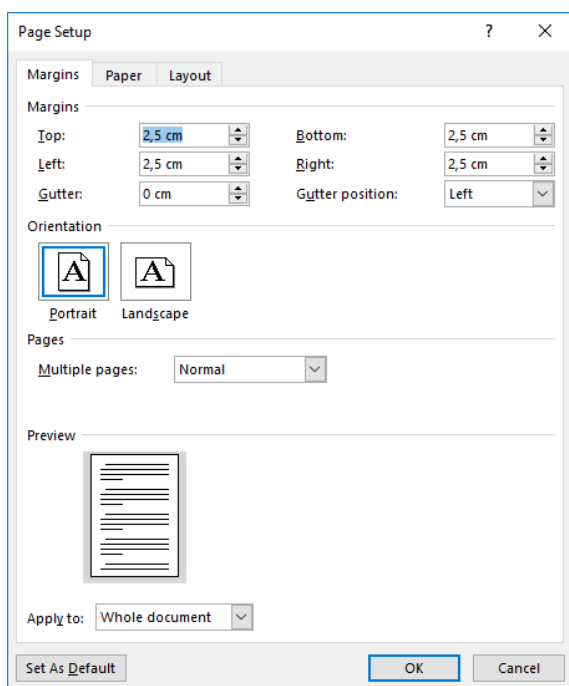 Page Setup ? ×
Margins Paper Layout
Margins
Top: 2,5 cm Bottom: 2,5 cm
Left: 2,5 cm Right: 2,5 cm
Gutter: 0 cm Gutter position: Left
Orientation
A A
Portrait Landscape
Pages
Multiple pages: Normal
Preview
Apply to: Whole document
Set As Default OK Cancel